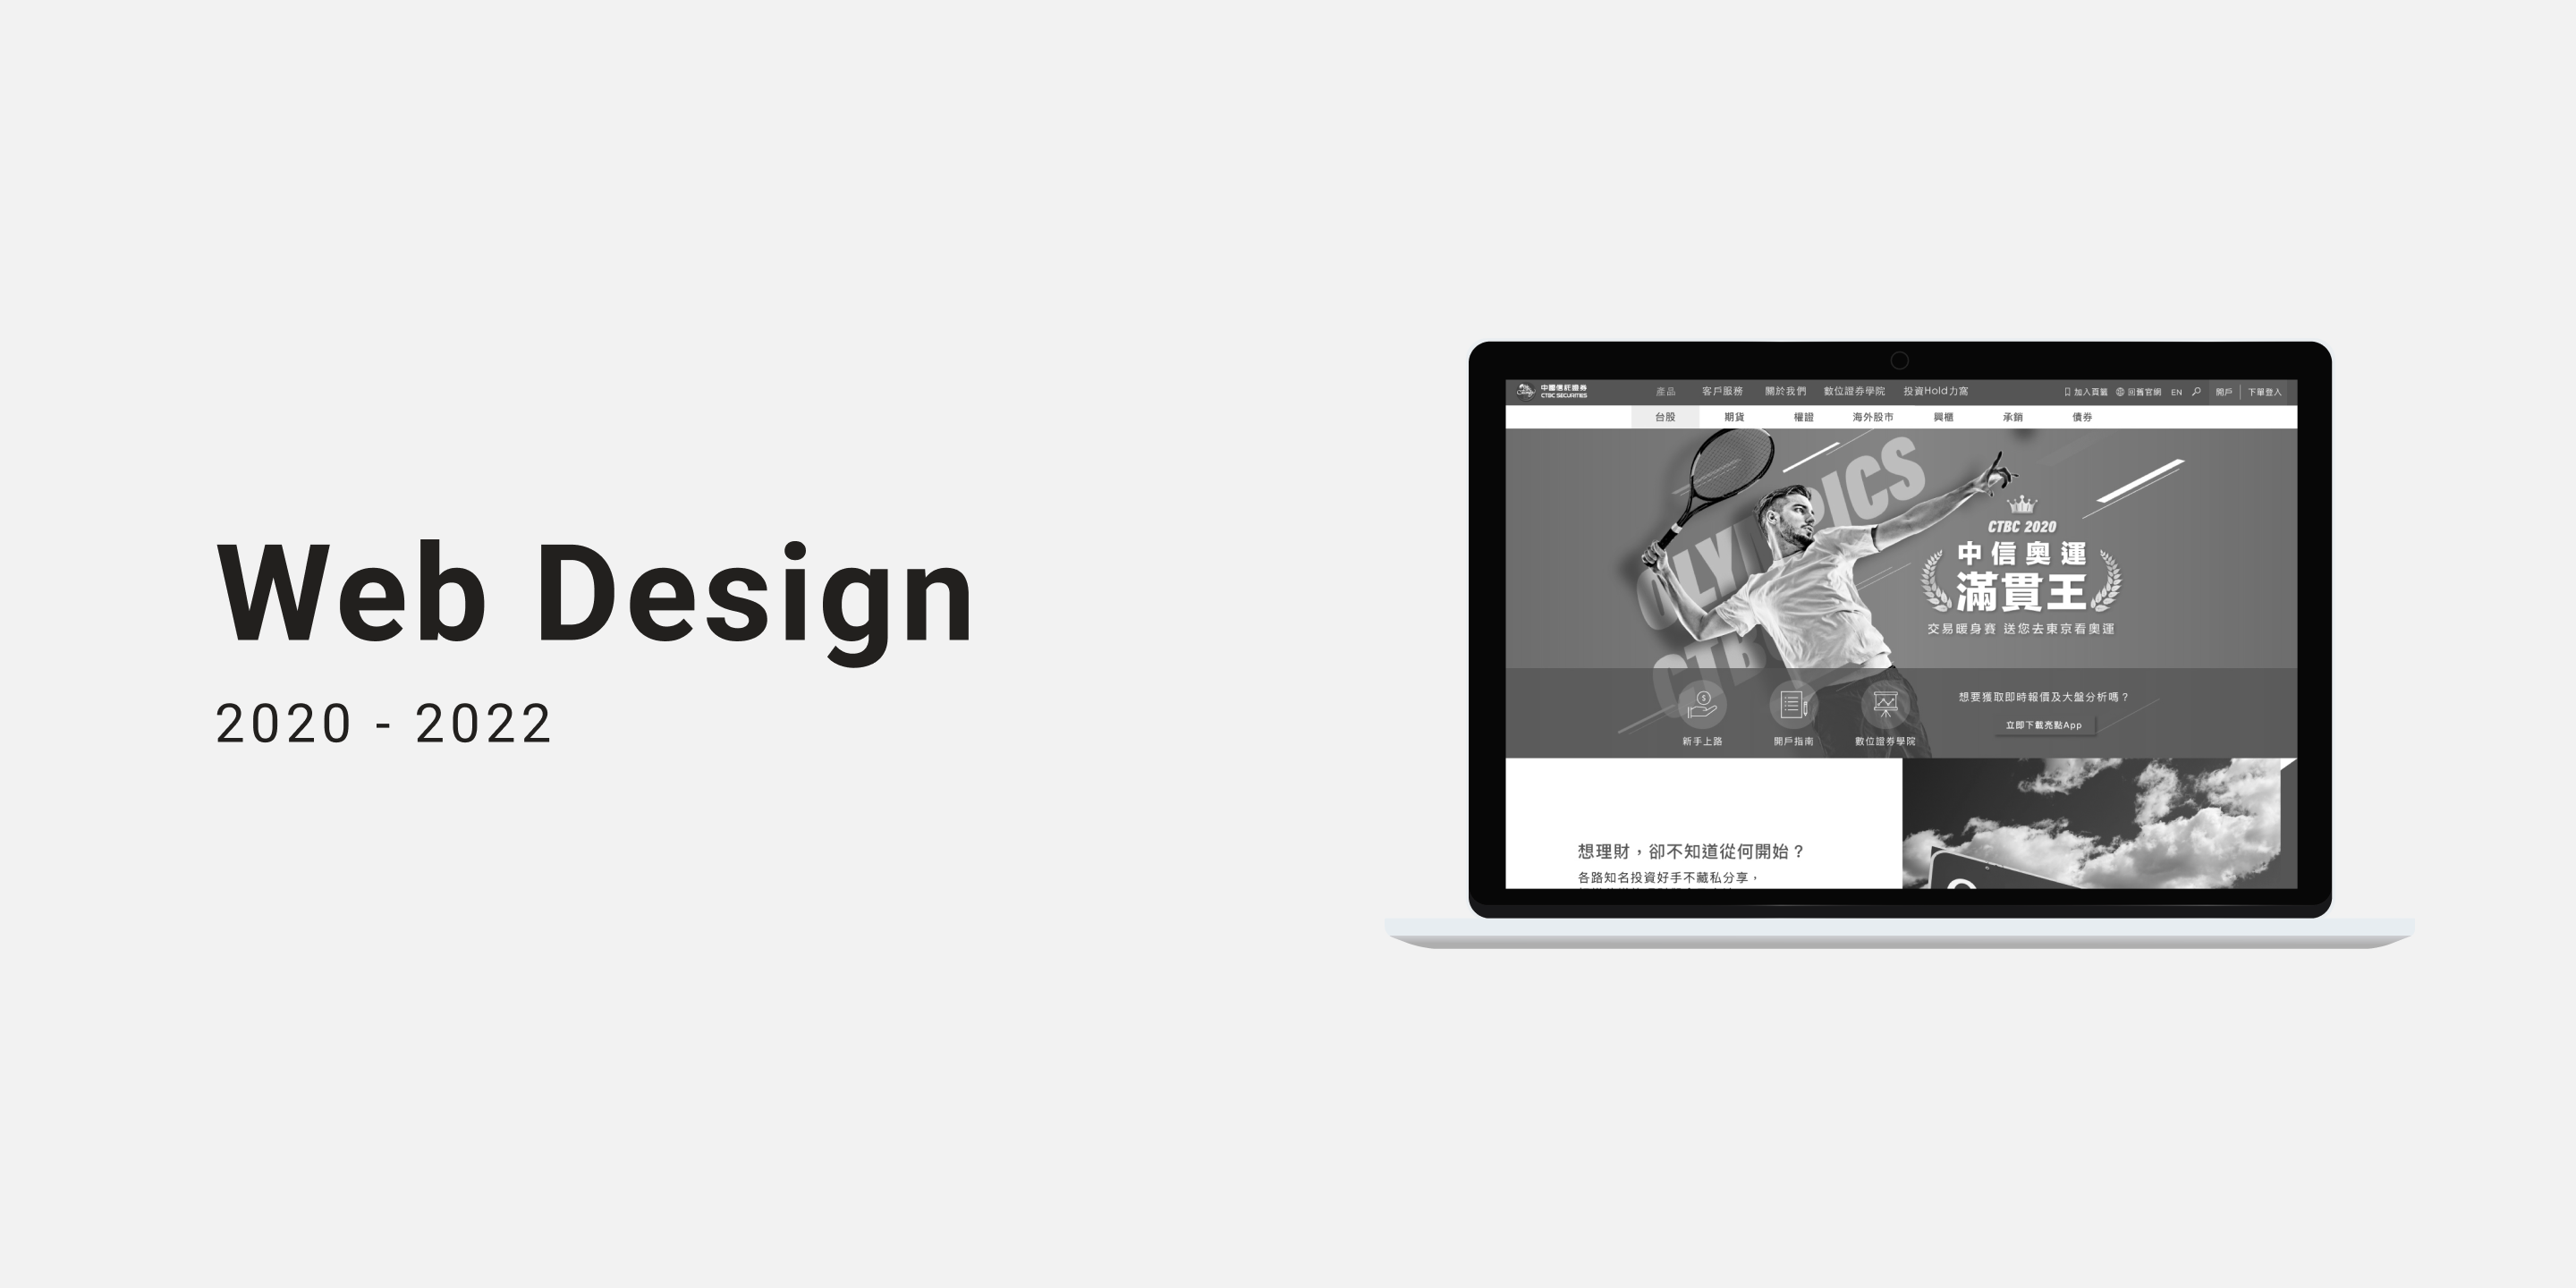 Web Design
2020 - 2022
中國信託證券
CTBC SECURITIES
產品 客戶服務 關於我們 數位證券學院 投資Hold力窩
加入頁籤 回舊官網 EN 開戶 下單登入
台股 期貨 權證 海外股市 興櫃 承銷 債券
CTBC 2020
中信奧運
滿貫王
交易暖身賽 送您去東京看奧運
想要獲取即時報價及大盤分析嗎？
立即下載亮點App
新手上路 開戶指南 數位證券學院
想理財，卻不知道從何開始？
各路知名投資好手不藏私分享，